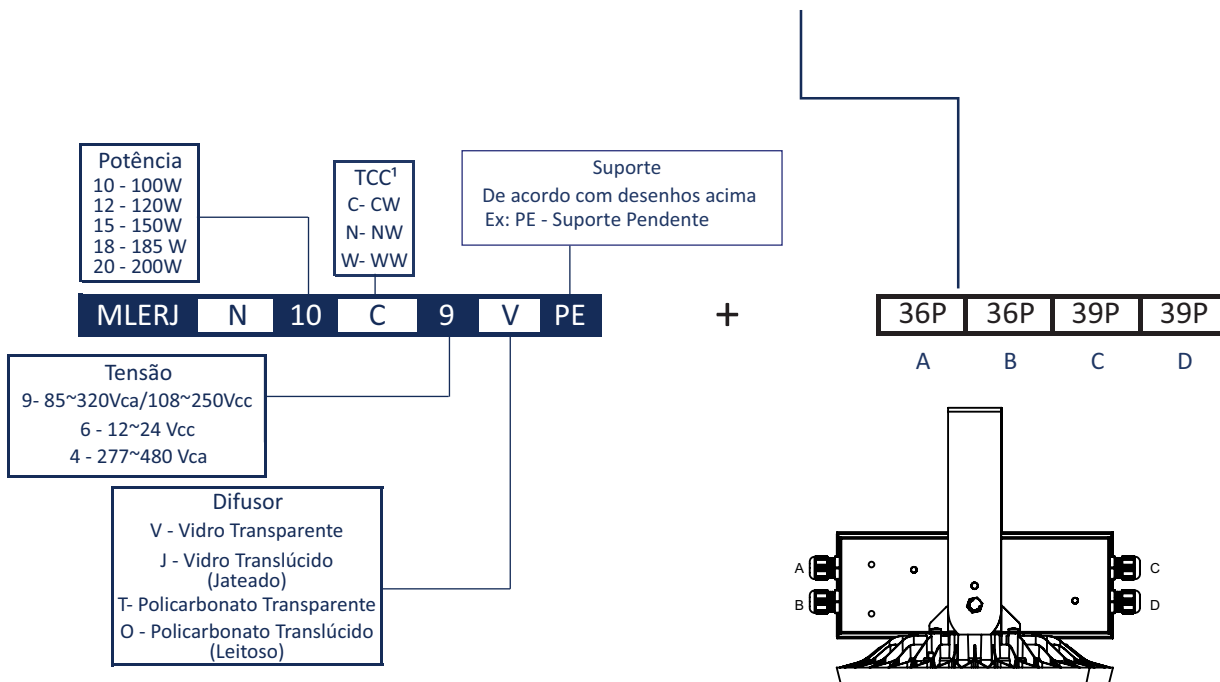 Potência
10 - 100W
12 - 120W
15 - 150W
18 - 185 W
20 - 200W
TCC¹
C- CW
N- NW
W- WW
Suporte
De acordo com desenhos acima
Ex: PE - Suporte Pendente
MLERJ N 10 C 9 V PE + 36P 36P 39P 39P
A B C D
Tensão
9- 85~320Vca/108~250Vcc
6 - 12~24 Vcc
4 - 277~480 Vca
Difusor
V - Vidro Transparente
J - Vidro Translúcido
(Jateado)
T- Policarbonato Transparente
O - Policarbonato Translúcido
(Leitoso)
A C
B D